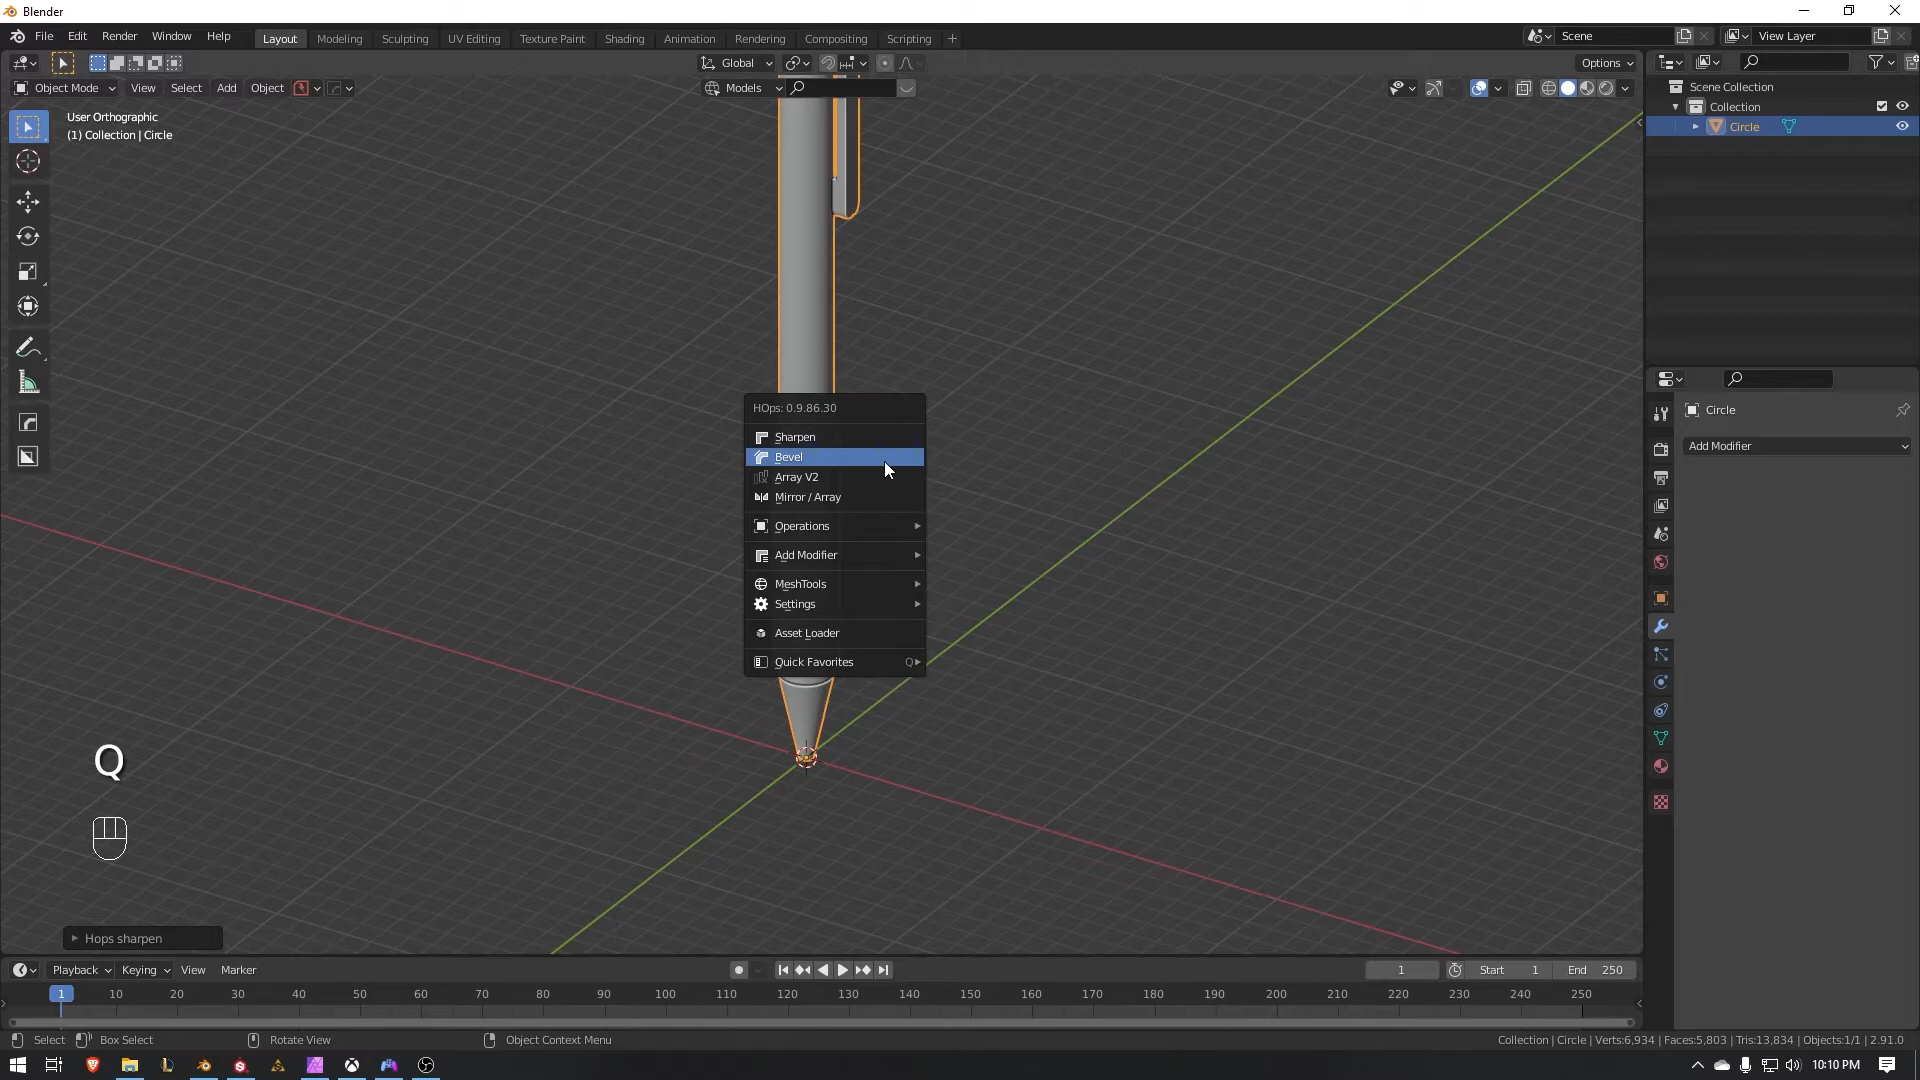 Blender
File Edit Render Window Help
Layout Modeling Sculpting UV Editing Texture Paint Shading Animation Rendering Compositing Scripting +
Scene
View Layer
Global
Options
Object Mode View Select Add Object
Models
User Orthographic
(1) Collection | Circle
Scene Collection
Collection
Circle
Circle
Add Modifier
HOps: 0.9.86.30
Sharpen
Bevel
Array V2
Mirror / Array
Operations
Add Modifier
MeshTools
Settings
Asset Loader
Quick Favorites Q
Q
Hops sharpen
Playback Keying View Marker
1 Start 1 End 250
1 10 20 30 40 50 60 70 80 90 100 110 120 130 140 150 160 170 180 190 200 210 220 230 240 250
Select Box Select Rotate View Object Context Menu
Collection | Circle | Verts:6,934 | Faces:5,803 | Tris:13,834 | Objects:1/1 | 2.91.0
10:10 PM